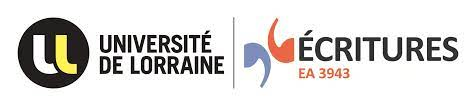 UNIVERSITÉ
DE LORRAINE
ÉCRITURES
EA 3943